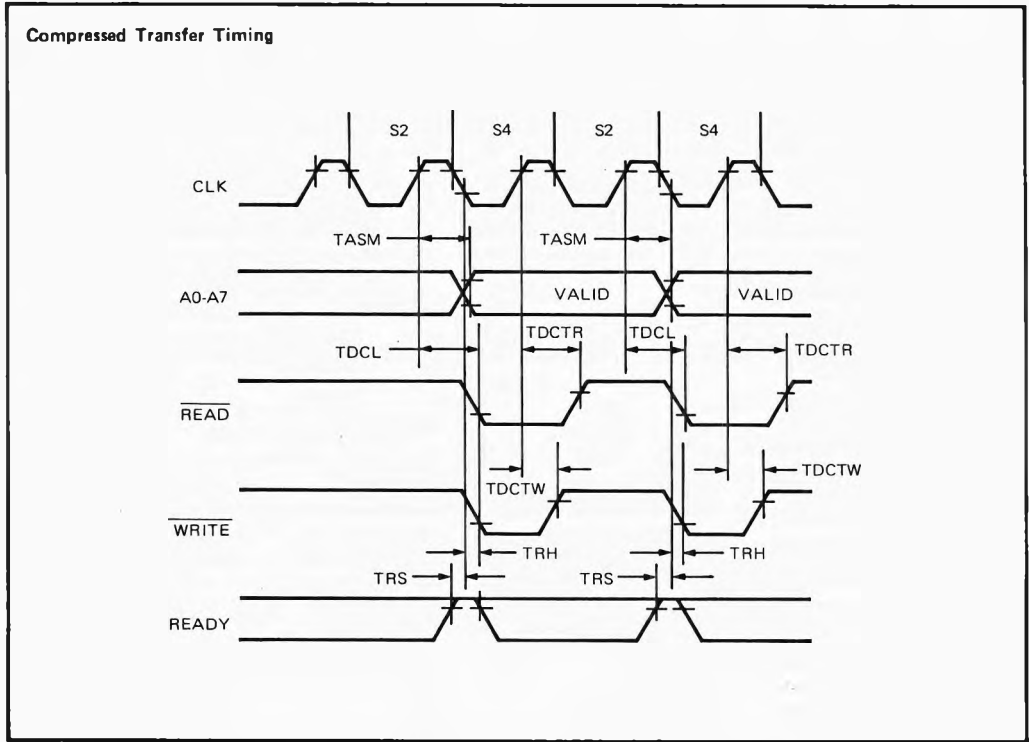 Compressed Transfer Timing
S2 S4 S2 S4
CLK
TASM TASM
A0-A7 VALID VALID
TDCL TDCTR TDCL TDCTR
READ
TDCTW TDCTW
WRITE
TRH TRH
TRS TRS
READY